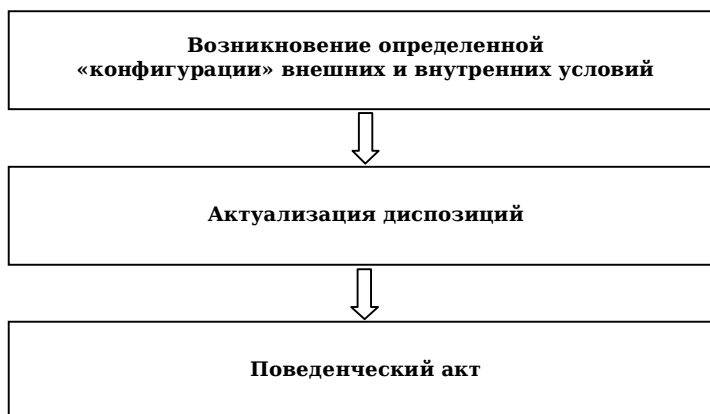 Возникновение определенной
«конфигурации» внешних и внутренних условий
Актуализация диспозиций
Поведенческий акт